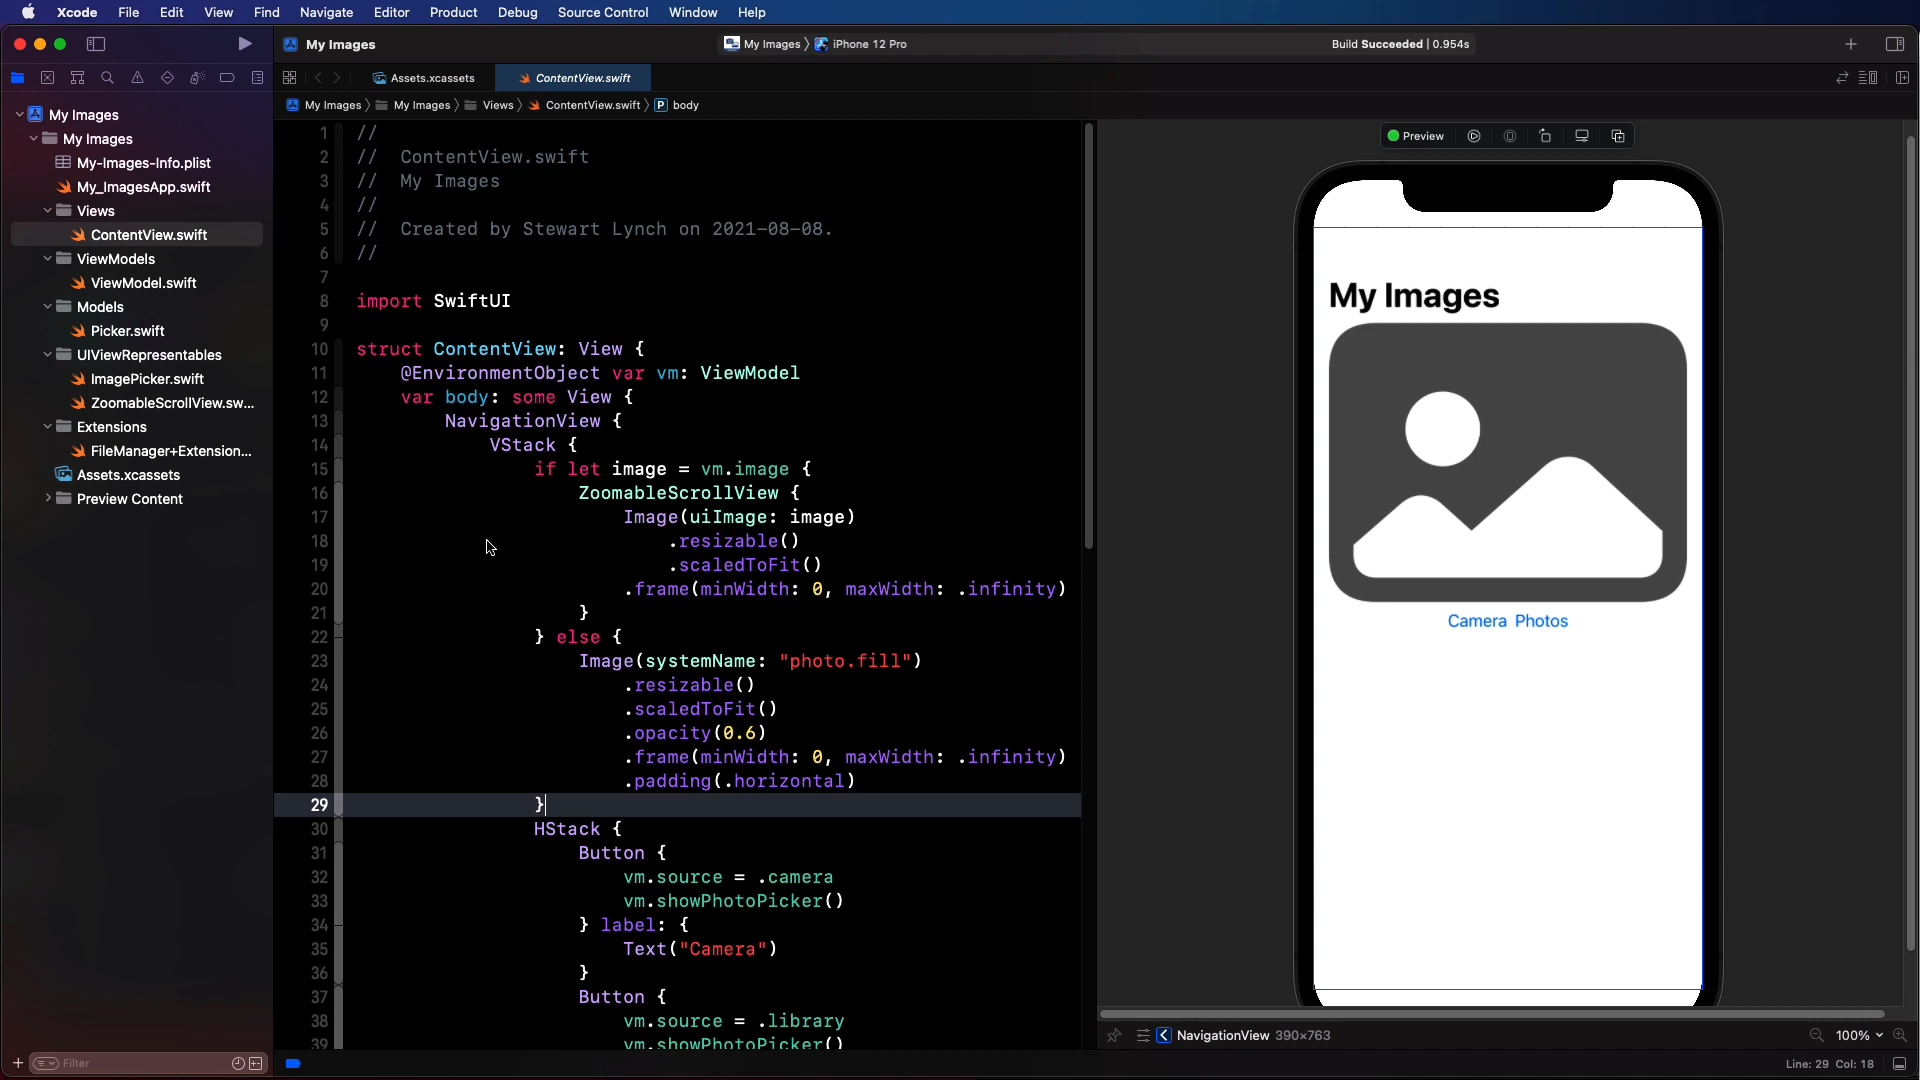 Xcode File Edit View Find Navigate Editor Product Debug Source Control Window Help
My Images
My Images iPhone 12 Pro
Build Succeeded | 0.954s
Assets.xcassets
ContentView.swift
My Images My Images Views ContentView.swift P body
My Images
My Images
My-Images-Info.plist
My_ImagesApp.swift
Views
ContentView.swift
ViewModels
ViewModel.swift
Models
Picker.swift
UIViewRepresentables
ImagePicker.swift
ZoomableScrollView.sw...
Extensions
FileManager+Extension...
Assets.xcassets
Preview Content
Filter
1 //
2 // ContentView.swift
3 // My Images
4 //
5 // Created by Stewart Lynch on 2021-08-08.
6 //
7
8 import SwiftUI
9
10 struct ContentView: View {
11 @EnvironmentObject var vm: ViewModel
12 var body: some View {
13 NavigationView {
14 VStack {
15 if let image = vm.image {
16 ZoomableScrollView {
17 Image(uiImage: image)
18 .resizable()
19 .scaledToFit()
20 .frame(minWidth: 0, maxWidth: .infinity)
21 }
22 } else {
23 Image(systemName: "photo.fill")
24 .resizable()
25 .scaledToFit()
26 .opacity(0.6)
27 .frame(minWidth: 0, maxWidth: .infinity)
28 .padding(.horizontal)
29 }
30 HStack {
31 Button {
32 vm.source = .camera
33 vm.showPhotoPicker()
34 } label: {
35 Text("Camera")
36 }
37 Button {
38 vm.source = .library
39 vm.showPhotoPicker()
Preview
My Images
Camera Photos
NavigationView 390×763
100%
Line: 29 Col: 18